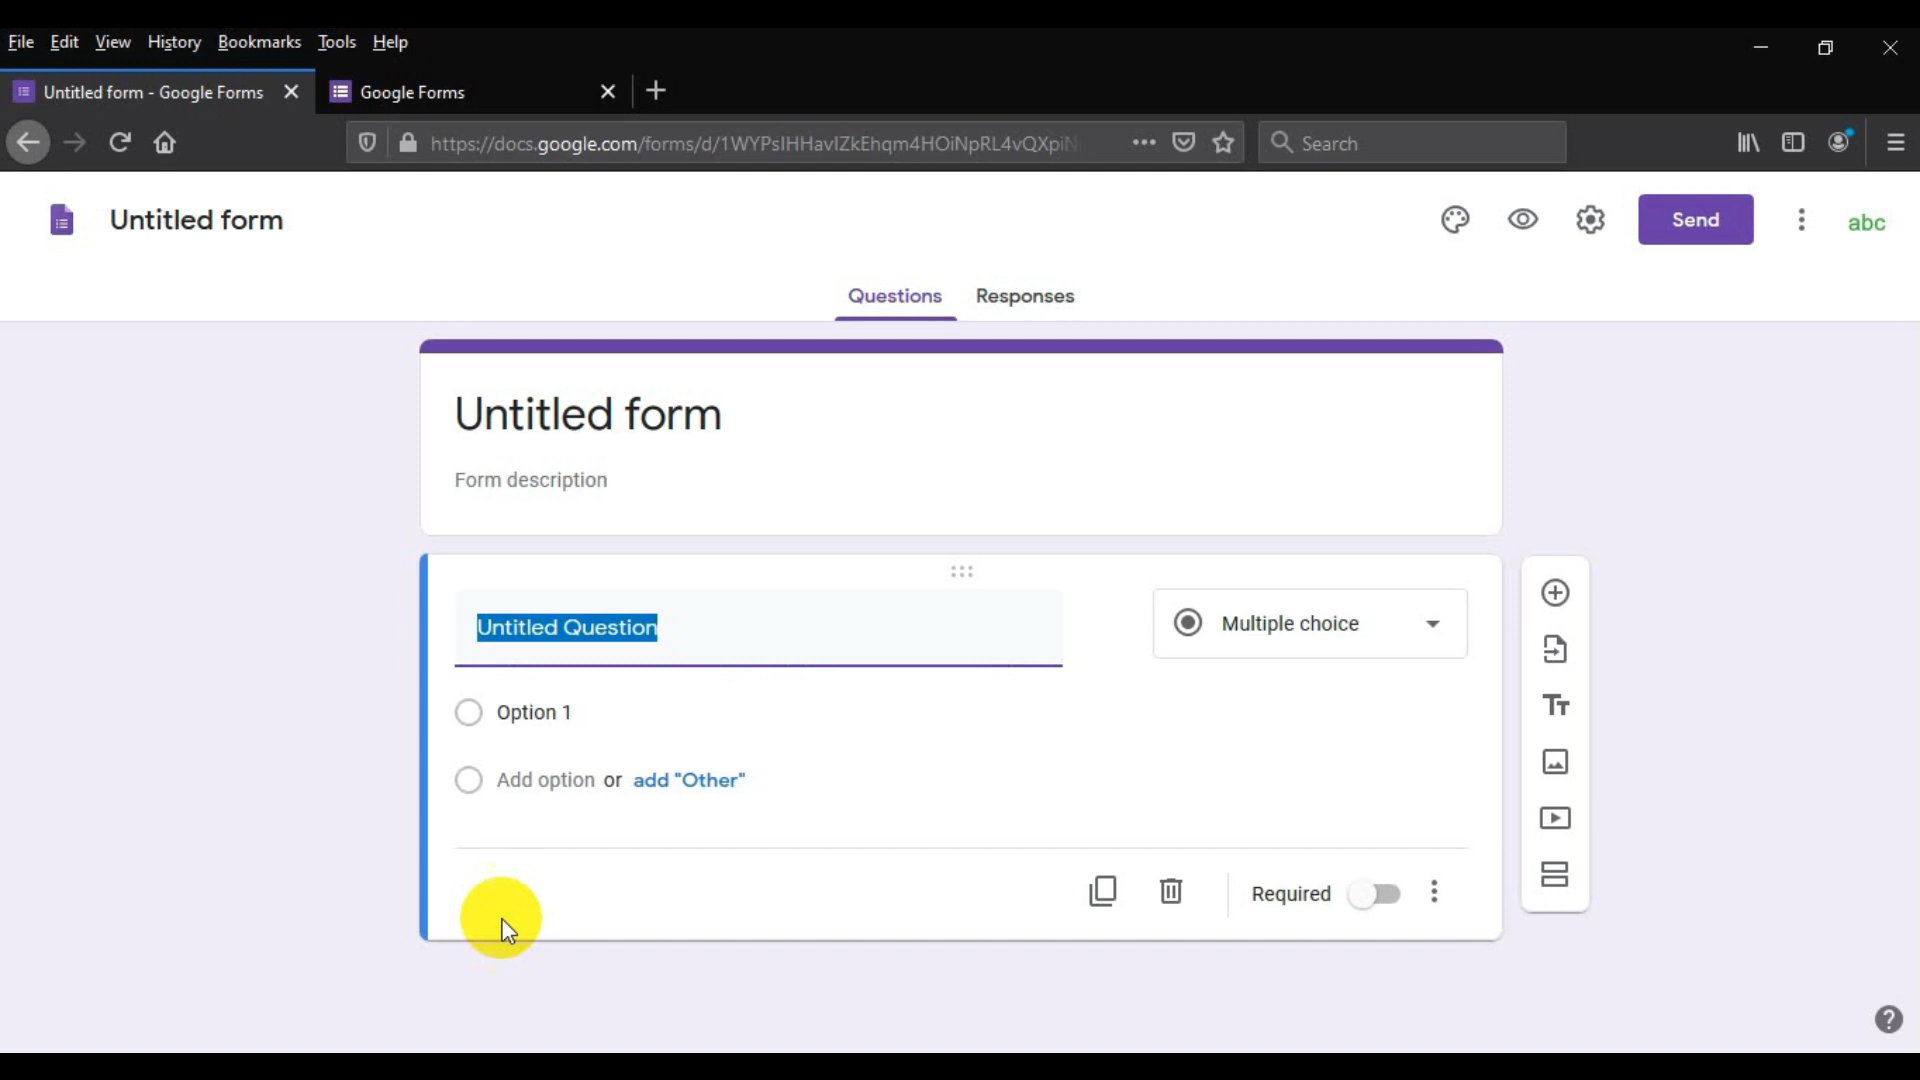 File Edit View History Bookmarks Tools Help
Untitled form - Google Forms
Google Forms
https://docs.google.com/forms/d/1WYPsIHHavIZkEhqm4HOiNpRL4vQXpiN
Search
Untitled form
Send
abc
Questions Responses
Untitled form
Form description
Untitled Question
Multiple choice
Option 1
Add option or add "Other"
Required